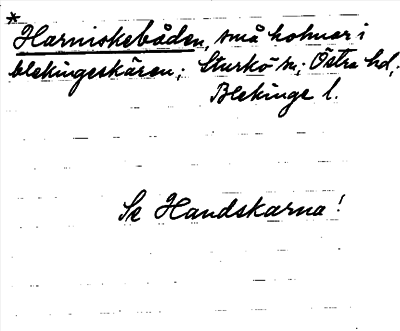 * Harniskebåden, små holmar i
blekingeskären; Sturkö sn; Östra hd,
Blekinge l.
Se Handskarna!